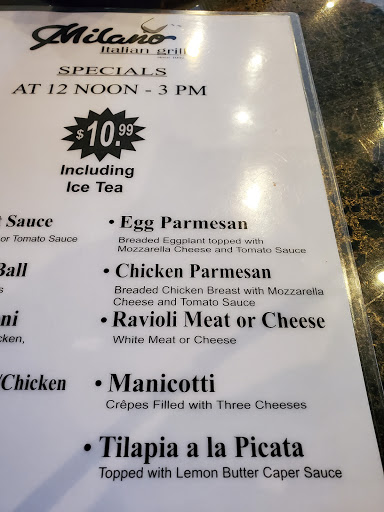 Milano
Italian grill
SPECIALS
AT 12 NOON - 3 PM
$10.99
Including
Ice Tea
Sauce
or Tomato Sauce
Ball
• Egg Parmesan
Breaded Eggplant topped with
Mozzarella Cheese and Tomato Sauce
• Chicken Parmesan
Breaded Chicken Breast with Mozzarella
Cheese and Tomato Sauce
• Ravioli Meat or Cheese
White Meat or Cheese
/Chicken
• Manicotti
Crêpes Filled with Three Cheeses
• Tilapia a la Picata
Topped with Lemon Butter Caper Sauce